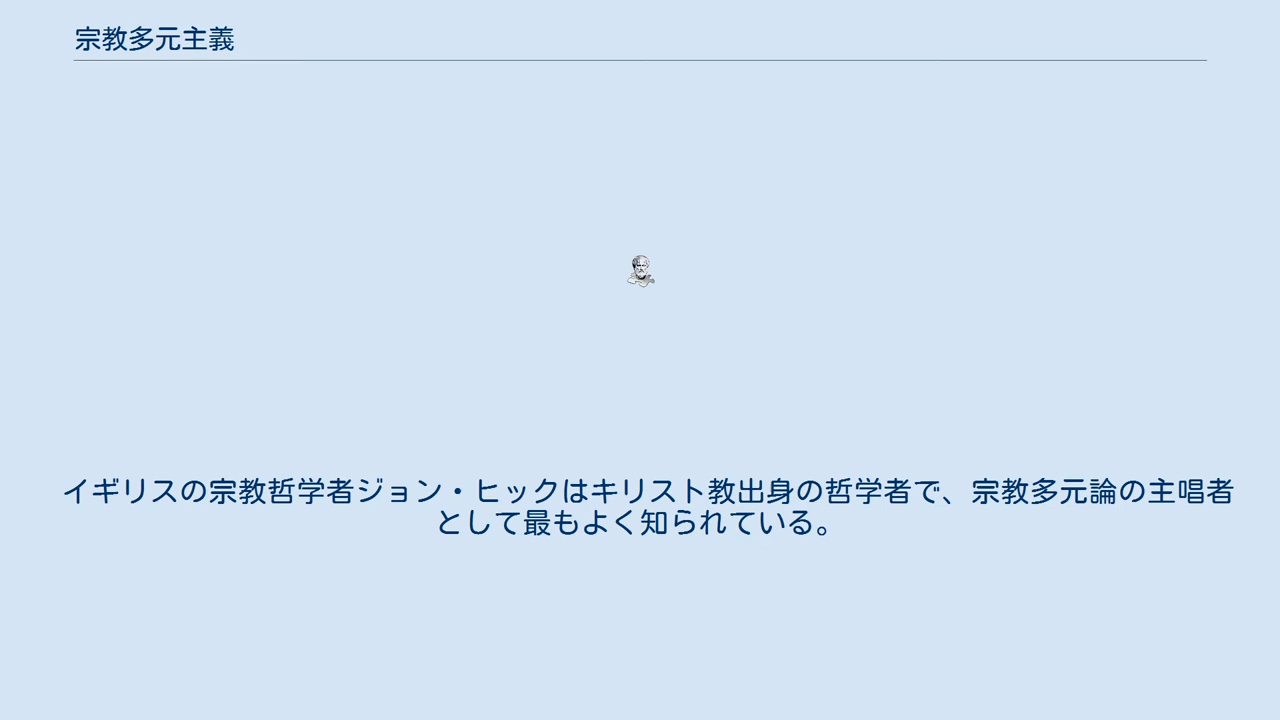 宗教多元主義
イギリスの宗教哲学者ジョン・ヒックはキリスト教出身の哲学者で、宗教多元論の主唱者
として最もよく知られている。